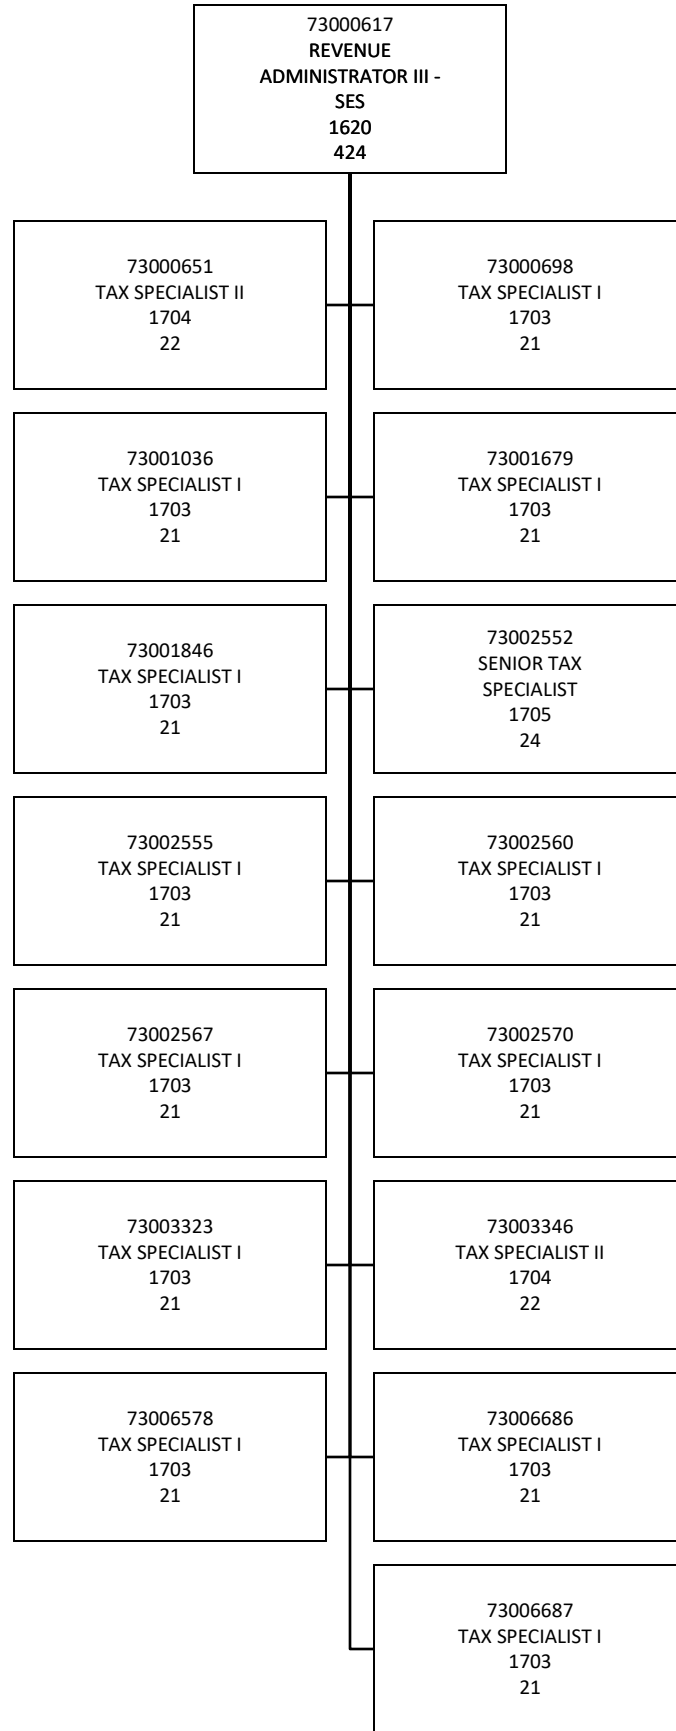 73000617
REVENUE
ADMINISTRATOR III -
SES
1620
424
73000651
TAX SPECIALIST II
1704
22
73000698
TAX SPECIALIST I
1703
21
73001036
TAX SPECIALIST I
1703
21
73001679
TAX SPECIALIST I
1703
21
73001846
TAX SPECIALIST I
1703
21
73002552
SENIOR TAX
SPECIALIST
1705
24
73002555
TAX SPECIALIST I
1703
21
73002560
TAX SPECIALIST I
1703
21
73002567
TAX SPECIALIST I
1703
21
73002570
TAX SPECIALIST I
1703
21
73003323
TAX SPECIALIST I
1703
21
73003346
TAX SPECIALIST II
1704
22
73006578
TAX SPECIALIST I
1703
21
73006686
TAX SPECIALIST I
1703
21
73006687
TAX SPECIALIST I
1703
21